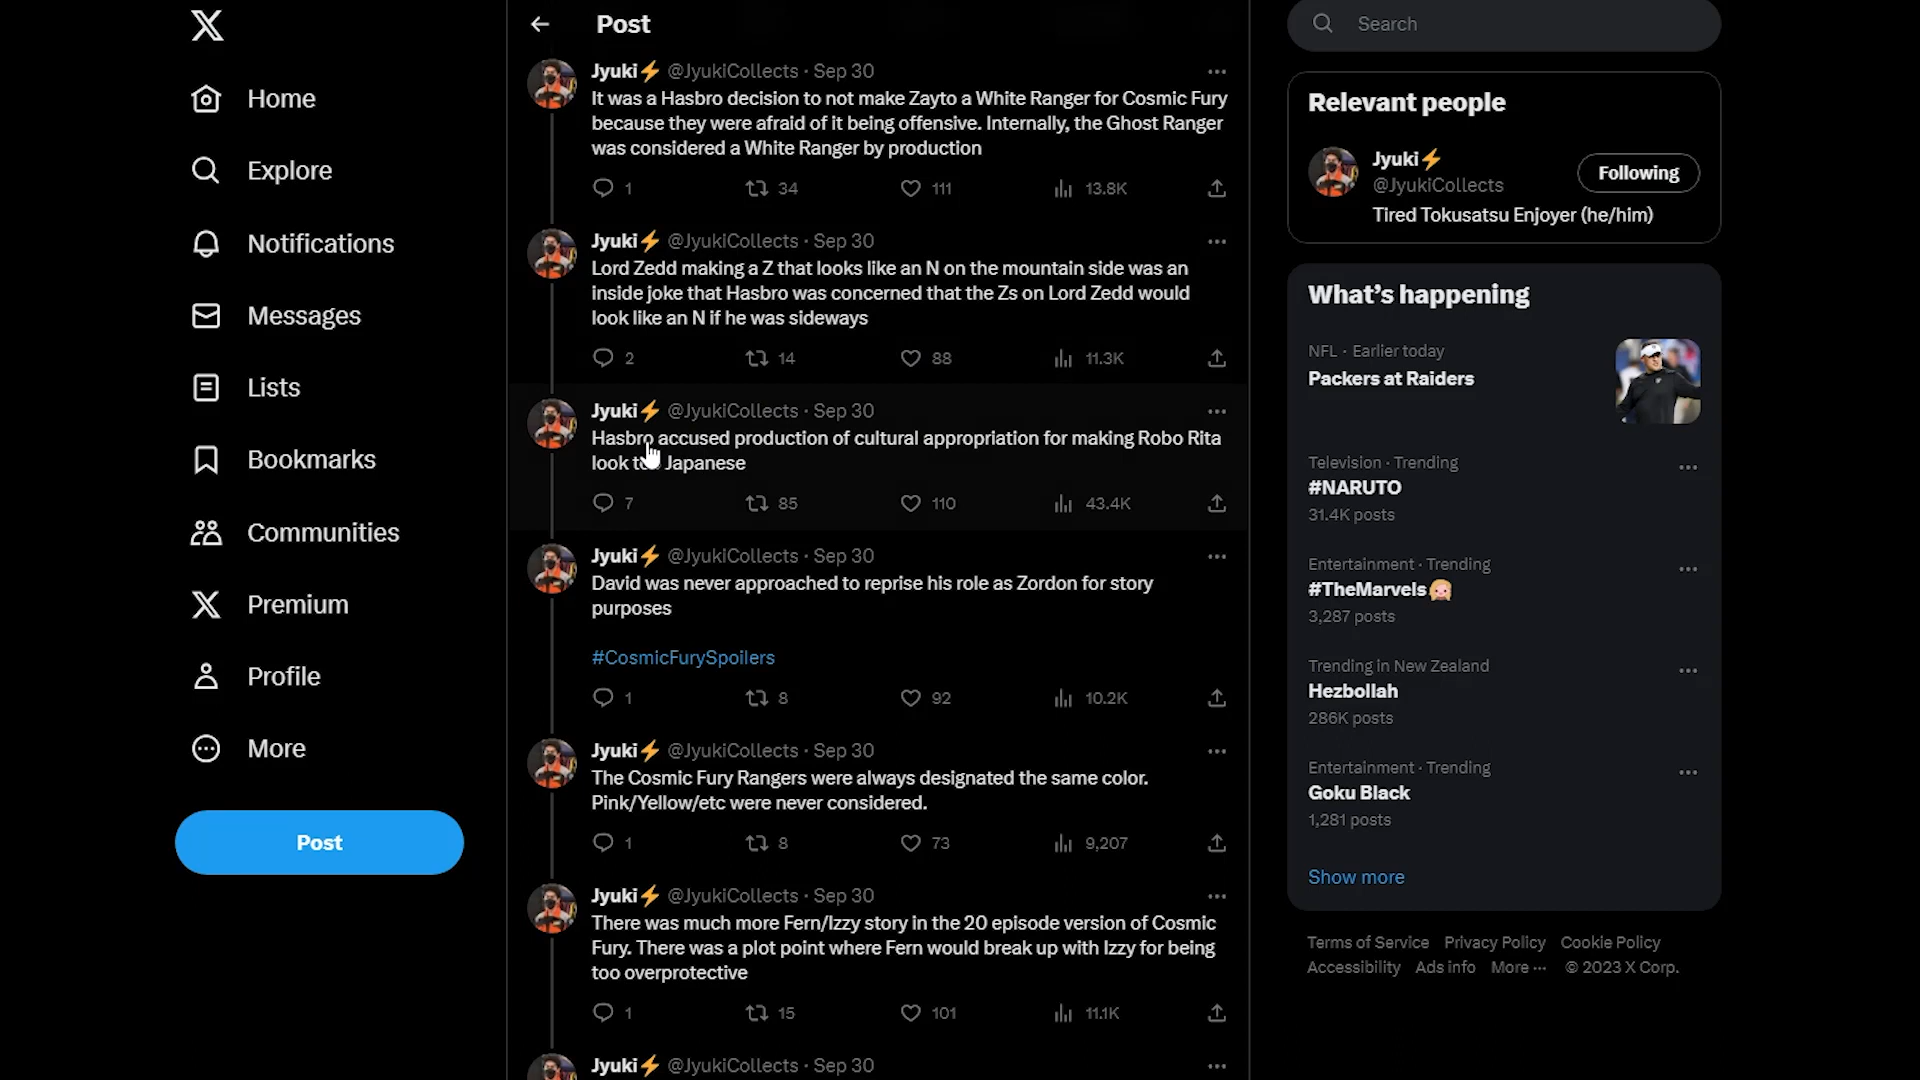 Home
Explore
Notifications
Messages
Lists
Bookmarks
Communities
Premium
Profile
More
Post
Post
Jyuki⚡ @JyukiCollects · Sep 30
It was a Hasbro decision to not make Zayto a White Ranger for Cosmic Fury
because they were afraid of it being offensive. Internally, the Ghost Ranger
was considered a White Ranger by production
1 34 111 13.8K
Jyuki⚡ @JyukiCollects · Sep 30
Lord Zedd making a Z that looks like an N on the mountain side was an
inside joke that Hasbro was concerned that the Zs on Lord Zedd would
look like an N if he was sideways
2 14 88 11.3K
Jyuki⚡ @JyukiCollects · Sep 30
Hasbro accused production of cultural appropriation for making Robo Rita
look too Japanese
7 85 110 43.4K
Jyuki⚡ @JyukiCollects · Sep 30
David was never approached to reprise his role as Zordon for story
purposes
#CosmicFurySpoilers
1 8 92 10.2K
Jyuki⚡ @JyukiCollects · Sep 30
The Cosmic Fury Rangers were always designated the same color.
Pink/Yellow/etc were never considered.
1 8 73 9,207
Jyuki⚡ @JyukiCollects · Sep 30
There was much more Fern/Izzy story in the 20 episode version of Cosmic
Fury. There was a plot point where Fern would break up with Izzy for being
too overprotective
1 15 101 11.1K
Jyuki⚡ @JyukiCollects · Sep 30
Search
Relevant people
Jyuki⚡
@JyukiCollects
Following
Tired Tokusatsu Enjoyer (he/him)
What's happening
NFL · Earlier today
Packers at Raiders
Television · Trending
#NARUTO
31.4K posts
Entertainment · Trending
#TheMarvels
3,287 posts
Trending in New Zealand
Hezbollah
286K posts
Entertainment · Trending
Goku Black
1,281 posts
Show more
Terms of Service Privacy Policy Cookie Policy
Accessibility Ads info More ··· © 2023 X Corp.